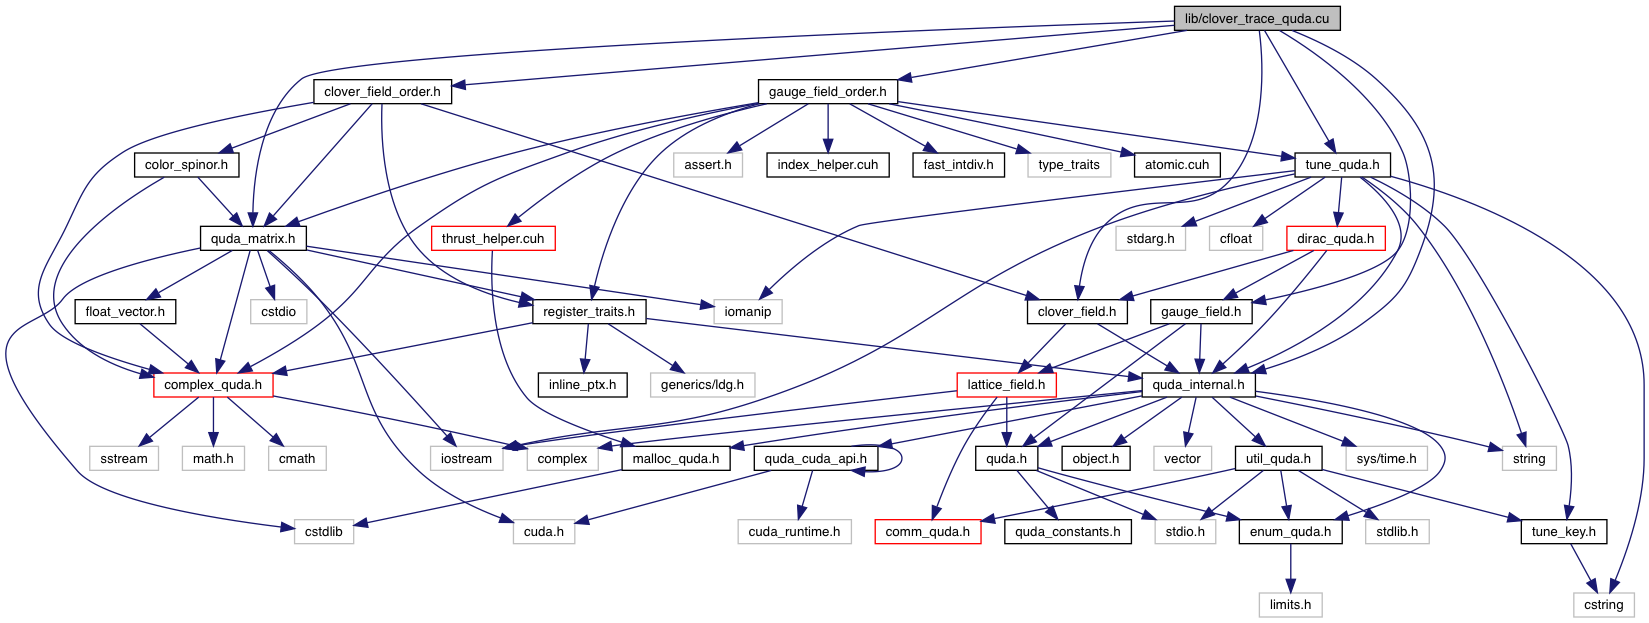 lib/clover_trace_quda.cu
clover_field_order.h
gauge_field_order.h
color_spinor.h
assert.h
index_helper.cuh
fast_intdiv.h
type_traits
atomic.cuh
tune_quda.h
quda_matrix.h
thrust_helper.cuh
stdarg.h
cfloat
dirac_quda.h
float_vector.h
cstdio
register_traits.h
iomanip
clover_field.h
gauge_field.h
complex_quda.h
inline_ptx.h
generics/ldg.h
lattice_field.h
quda_internal.h
sstream
math.h
cmath
iostream
complex
malloc_quda.h
quda_cuda_api.h
quda.h
object.h
vector
util_quda.h
sys/time.h
string
cstdlib
cuda.h
cuda_runtime.h
comm_quda.h
quda_constants.h
stdio.h
enum_quda.h
stdlib.h
tune_key.h
limits.h
cstring